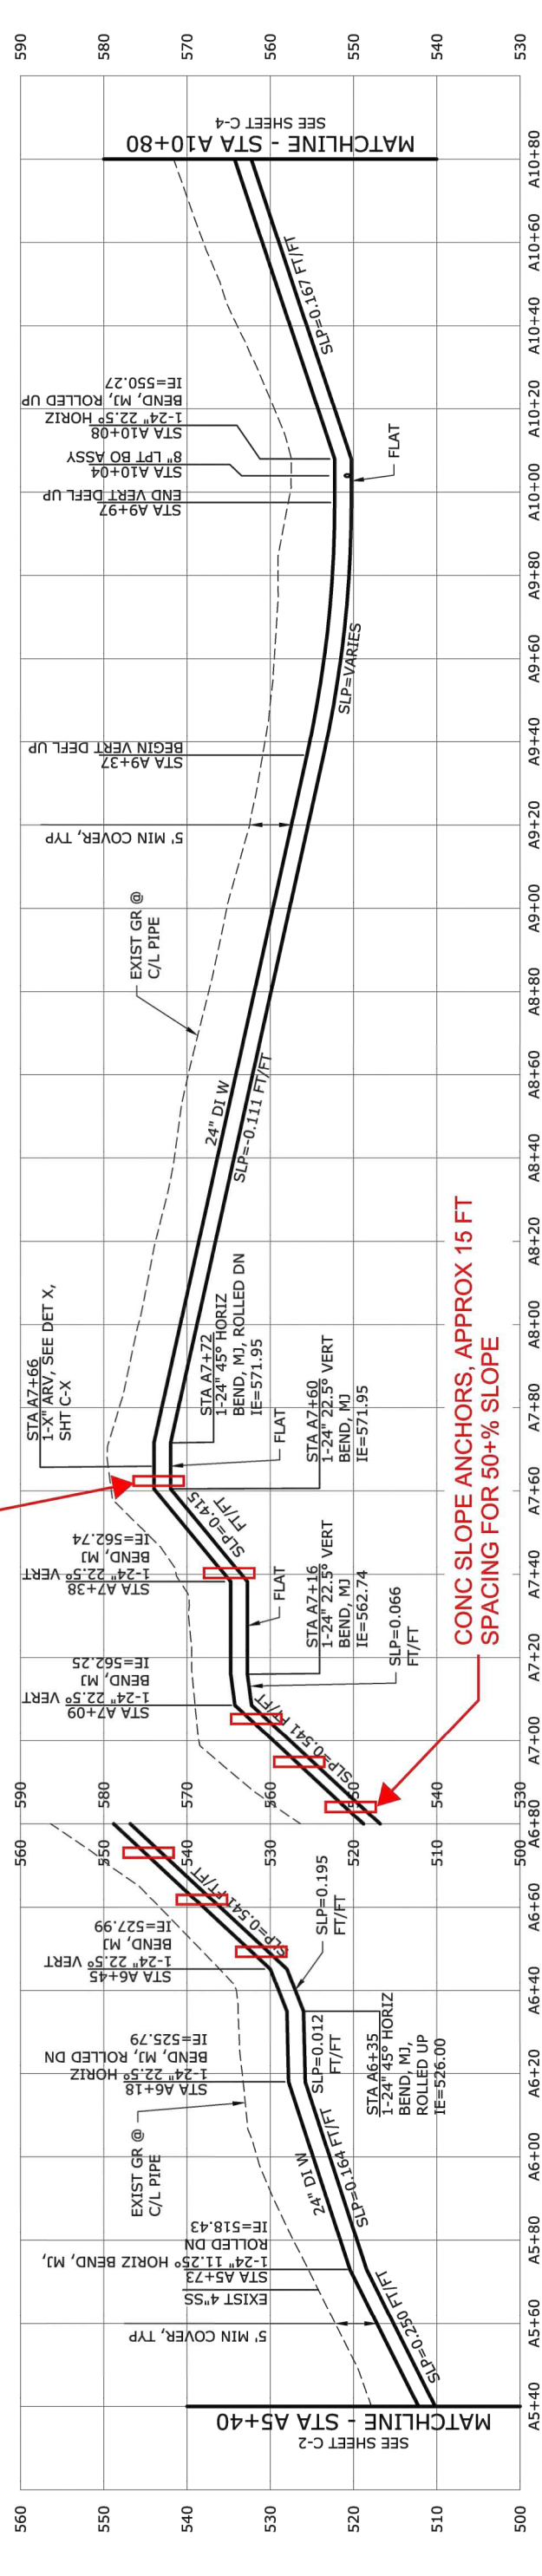 590
580
570
560
550
540
530
MATCHLINE - STA A10+80
SEE SHEET C-4
A10+80
A10+60
A10+40
A10+20
A10+00
A9+80
A9+60
A9+40
A9+20
A9+00
A8+80
A8+60
A8+40
A8+20
A8+00
A7+80
A7+60
A7+40
A7+20
A7+00
A6+80
A6+60
A6+40
A6+20
A6+00
A5+80
A5+60
A5+40
SLP=0.167 FT/FT
STA A10+08
1-24" 22.5° HORIZ
BEND, MJ, ROLLED UP
IE=550.27
STA A10+04
8" LPT BO ASSY
STA A9+97
END VERT DEFL UP
FLAT
SLP=VARIES
STA A9+37
BEGIN VERT DEFL UP
5' MIN COVER, TYP
EXIST GR @
C/L PIPE
24" DI W
SLP=-0.111 FT/FT
STA A7+66
1-X" ARV, SEE DET X,
SHT C-X
STA A7+72
1-24" 45° HORIZ
BEND, MJ, ROLLED DN
IE=571.95
FLAT
STA A7+60
1-24" 22.5° VERT
BEND, MJ
IE=571.95
SLP=0.415
FT/FT
STA A7+38
1-24" 22.5° VERT
BEND, MJ
IE=562.74
FLAT
STA A7+16
1-24" 22.5° VERT
BEND, MJ
IE=562.74
SLP=0.066
FT/FT
STA A7+09
1-24" 22.5° VERT
BEND, MJ
IE=562.25
SLP=0.541 FT/FT
CONC SLOPE ANCHORS, APPROX 15 FT
SPACING FOR 50+% SLOPE
590
580
570
560
550
540
530
560
550
540
530
520
510
500
SLP=0.541 FT/FT
STA A6+45
1-24" 22.5° VERT
BEND, MJ
IE=527.99
SLP=0.195
FT/FT
SLP=0.012
FT/FT
STA A6+35
1-24" 45° HORIZ
BEND, MJ,
ROLLED UP
IE=526.00
STA A6+18
1-24" 22.5° HORIZ
BEND, MJ, ROLLED DN
IE=525.79
EXIST GR @
C/L PIPE
24" DI W
SLP=0.164 FT/FT
STA A5+73
1-24" 11.25° HORIZ BEND, MJ,
ROLLED DN
IE=518.43
EXIST 4"SS
5' MIN COVER, TYP
SLP=0.250 FT/FT
MATCHLINE - STA A5+40
SEE SHEET C-2
560
550
540
530
520
510
500